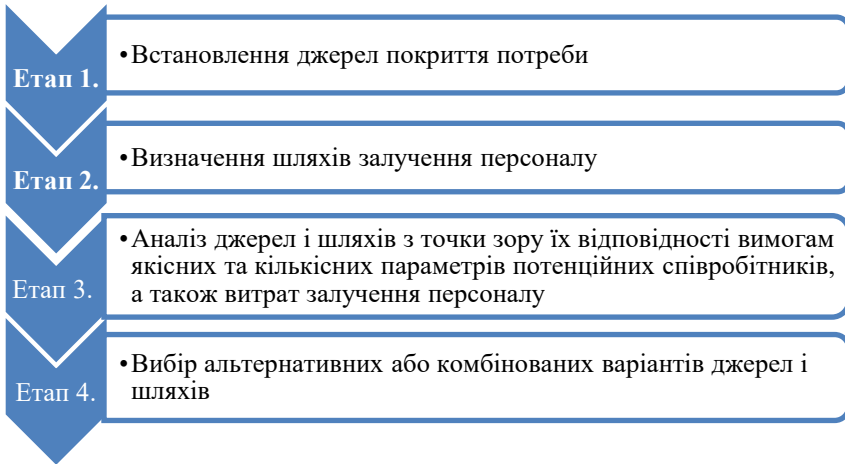 Етап 1.
•Встановлення джерел покриття потреби
Етап 2.
•Визначення шляхів залучення персоналу
Етап 3.
•Аналіз джерел і шляхів з точки зору їх відповідності вимогам
якісних та кількісних параметрів потенційних співробітників,
а також витрат залучення персоналу
Етап 4.
•Вибір альтернативних або комбінованих варіантів джерел і
шляхів